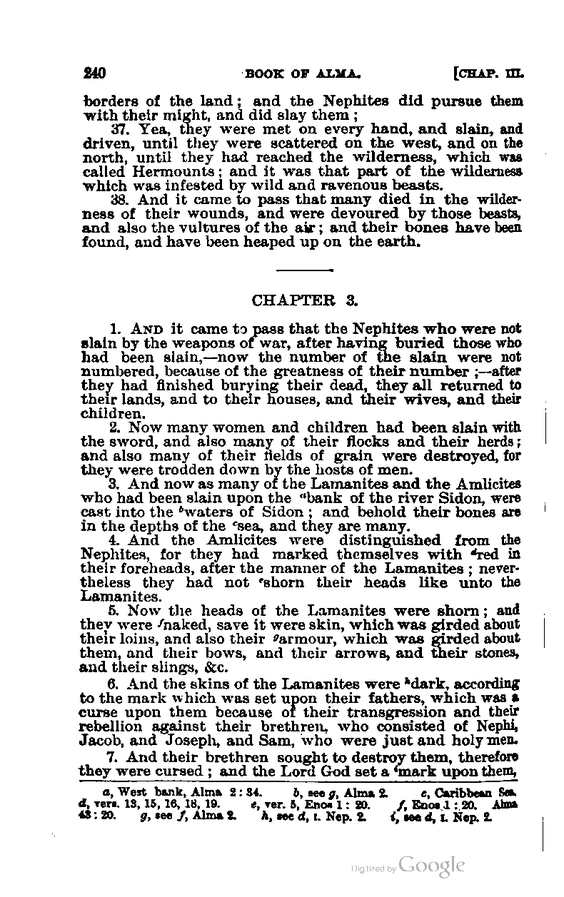 240 BOOK OF ALMA. [CHAP. III.
borders of the land; and the Nephites did pursue them
with their might, and did slay them;
37. Yea, they were met on every hand, and slain, and
driven, until they were scattered on the west, and on the
north, until they had reached the wilderness, which was
called Hermounts; and it was that part of the wilderness
which was infested by wild and ravenous beasts.
38. And it came to pass that many died in the wilder-
ness of their wounds, and were devoured by those beasts,
and also the vultures of the air; and their bones have been
found, and have been heaped up on the earth.
CHAPTER 3.
1. AND it came to pass that the Nephites who were not
slain by the weapons of war, after having buried those who
had been slain,—now the number of the slain were not
numbered, because of the greatness of their number;—after
they had finished burying their dead, they all returned to
their lands, and to their houses, and their wives, and their
children.
2. Now many women and children had been slain with
the sword, and also many of their flocks and their herds;
and also many of their fields of grain were destroyed, for
they were trodden down by the hosts of men.
3. And now as many of the Lamanites and the Amlicites
who had been slain upon the ᵃbank of the river Sidon, were
cast into the ᵇwaters of Sidon; and behold their bones are
in the depths of the ᶜsea, and they are many.
4. And the Amlicites were distinguished from the
Nephites, for they had marked themselves with ᵈred in
their foreheads, after the manner of the Lamanites; never-
theless they had not ᵉshorn their heads like unto the
Lamanites.
5. Now the heads of the Lamanites were shorn; and
they were ᶠnaked, save it were skin, which was girded about
their loins, and also their ᵍarmour, which was girded about
them, and their bows, and their arrows, and their stones,
and their slings, &c.
6. And the skins of the Lamanites were ʰdark, according
to the mark which was set upon their fathers, which was a
curse upon them because of their transgression and their
rebellion against their brethren, who consisted of Nephi,
Jacob, and Joseph, and Sam, who were just and holy men.
7. And their brethren sought to destroy them, therefore
they were cursed; and the Lord God set a ⁱmark upon them,
a, West bank, Alma 2:34. b, see g, Alma 2. c, Caribbean Sea.
d, vers. 13, 15, 16, 18, 19. e, ver. 5, Enos 1:20. f, Enos 1:20. Alma
43:20. g, see f, Alma 2. h, see d, I. Nep. 2. i, see d, I. Nep. 2.
Digitized by Google